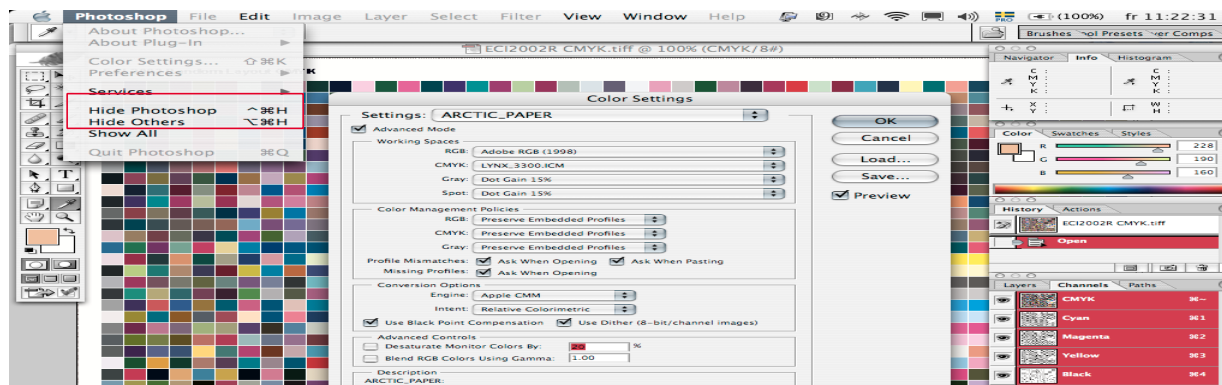 Photoshop File Edit Image Layer Select Filter View Window Help (100%) fr 11:22:31
About Photoshop...
About Plug-In
Color Settings... ⇧⌘K
Preferences
Services
Hide Photoshop ^⌘H
Hide Others ⌥⌘H
Show All
Quit Photoshop ⌘Q
ECI2002R CMYK.tiff @ 100% (CMYK/8#)
Color Settings
Settings: ARCTIC_PAPER
Advanced Mode
Working Spaces
RGB: Adobe RGB (1998)
CMYK: LYNX_3300.ICM
Gray: Dot Gain 15%
Spot: Dot Gain 15%
Color Management Policies
RGB: Preserve Embedded Profiles
CMYK: Preserve Embedded Profiles
Gray: Preserve Embedded Profiles
Profile Mismatches: Ask When Opening Ask When Pasting
Missing Profiles: Ask When Opening
Conversion Options
Engine: Apple CMM
Intent: Relative Colorimetric
Use Black Point Compensation Use Dither (8-bit/channel images)
Advanced Controls
Desaturate Monitor Colors By: 20 %
Blend RGB Colors Using Gamma: 1.00
Description
ARCTIC_PAPER:
OK
Cancel
Load...
Save...
Preview
Brushes ol Presets er Comps
Navigator Info Histogram
C : C :
M : M :
Y : Y :
K : K :
X : W :
Y : H :
Color Swatches Styles
R 228
G 190
B 160
History Actions
ECI2002R CMYK.tiff
Open
Layers Channels Paths
CMYK ⌘~
Cyan ⌘1
Magenta ⌘2
Yellow ⌘3
Black ⌘4